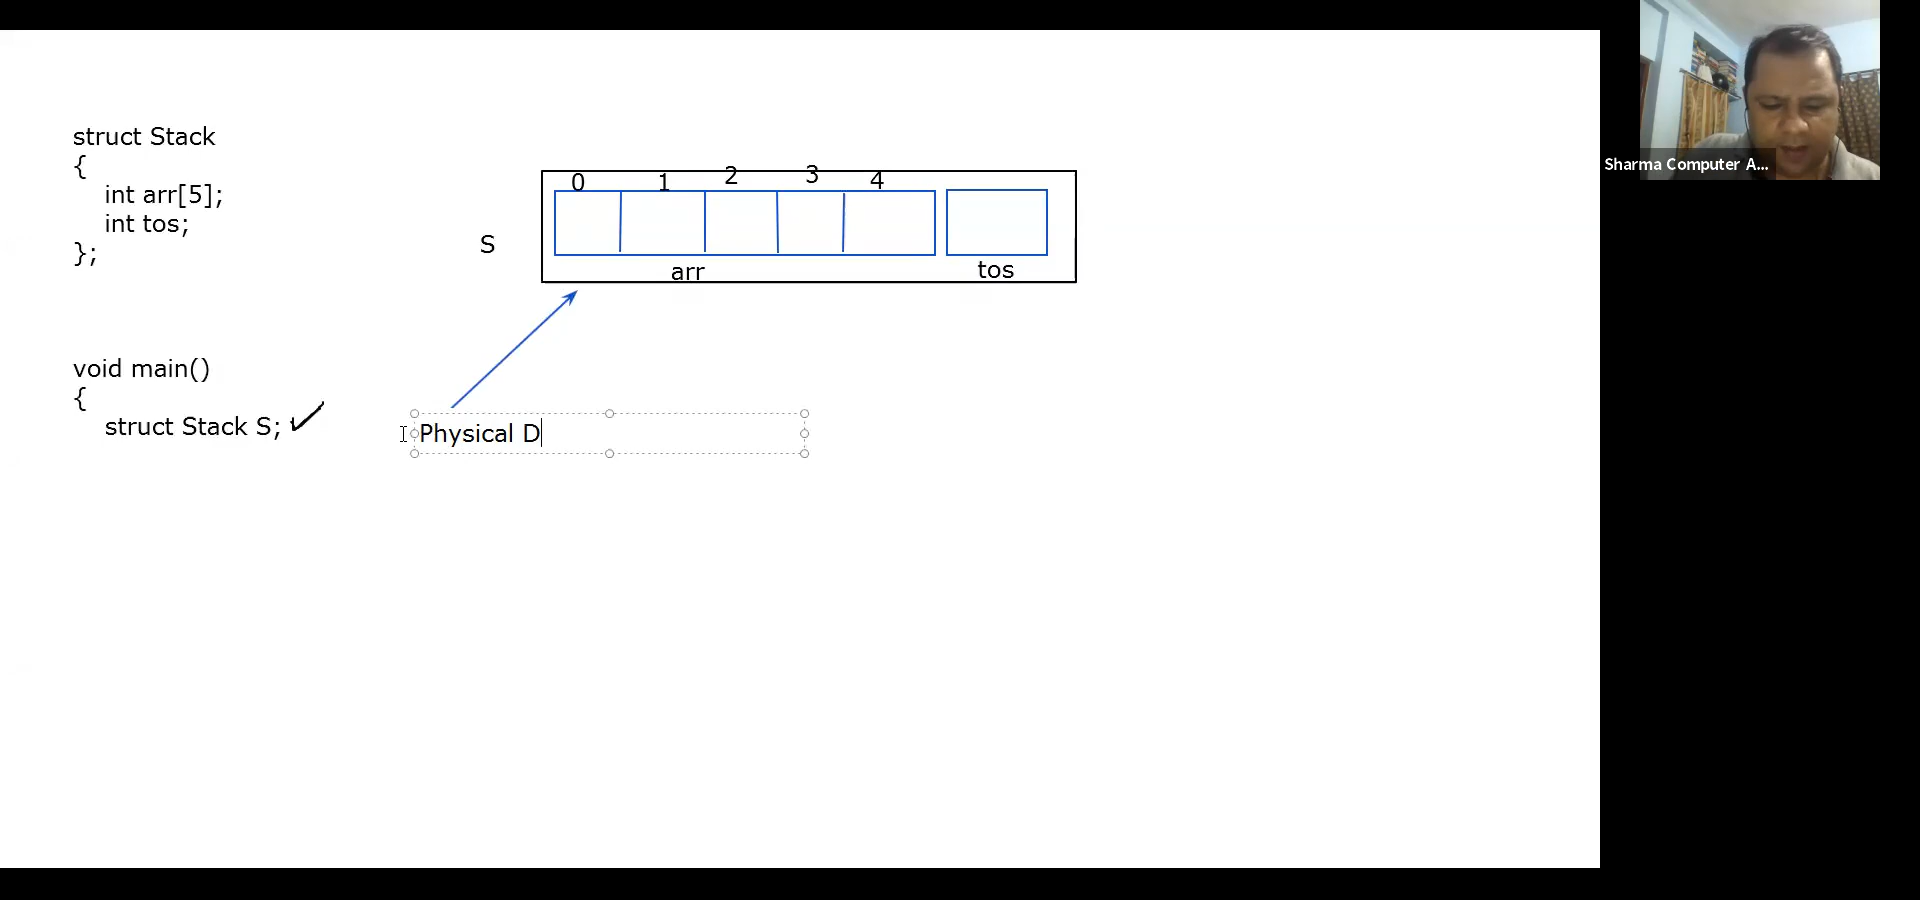 struct Stack
{
int arr[5];
int tos;
};
0 1 2 3 4
S
arr tos
void main()
{
struct Stack S;
Physical D
Sharma Computer A...